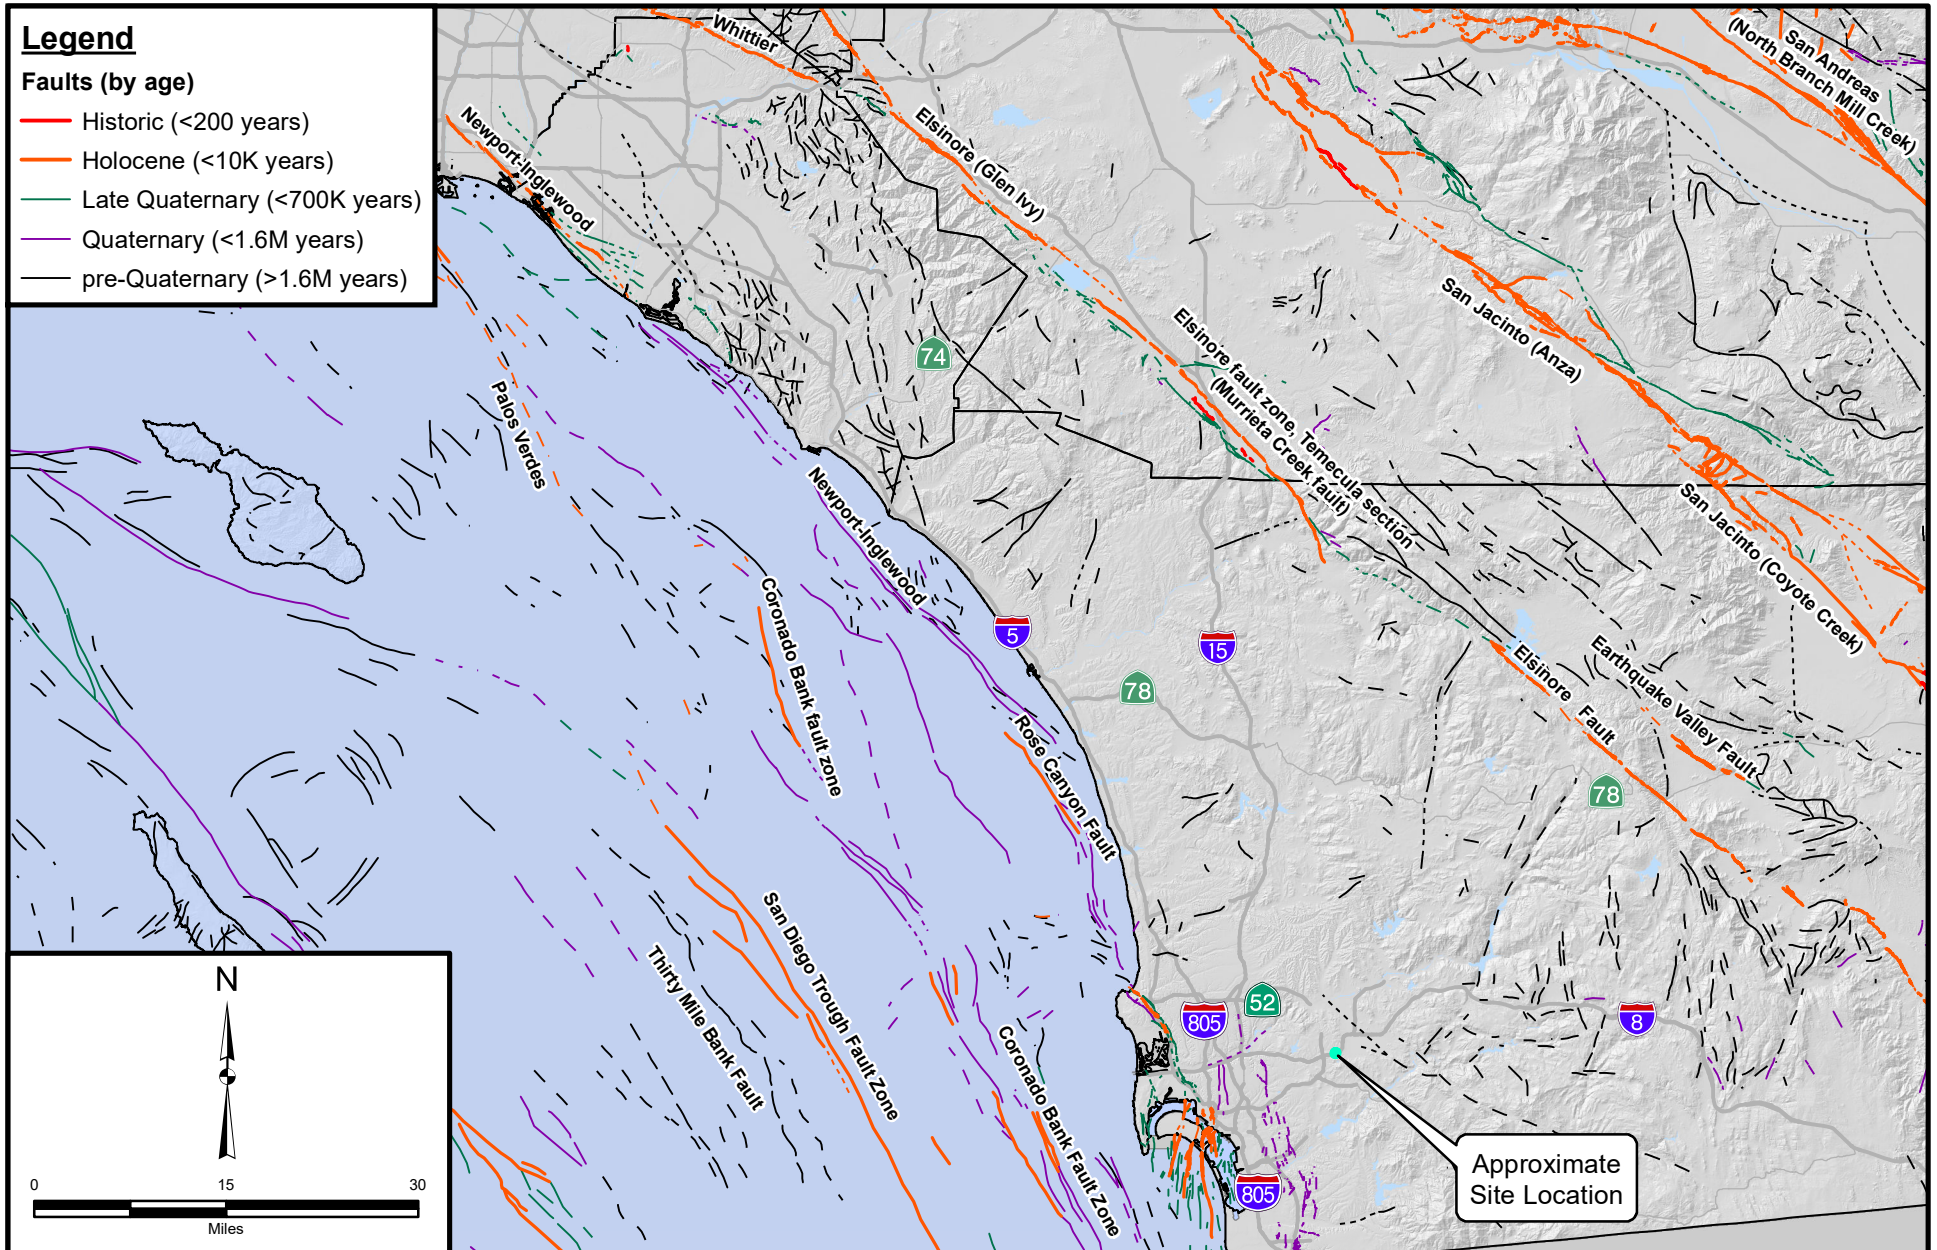 Legend
Faults (by age)
Historic (<200 years)
Holocene (<10K years)
Late Quaternary (<700K years)
Quaternary (<1.6M years)
pre-Quaternary (>1.6M years)
Whittier
San Andreas
(North Branch Mill Creek)
Newport-Inglewood
Elsinore (Glen Ivy)
San Jacinto (Anza)
Elsinore fault zone, Temecula section
(Murrieta Creek fault)
74
Palos Verdes
Newport-Inglewood
San Jacinto (Coyote Creek)
Coronado Bank fault zone
5
15
78
Elsinore Fault
Earthquake Valley Fault
Rose Canyon Fault
78
San Diego Trough Fault Zone
Thirty Mile Bank Fault
Coronado Bank Fault Zone
805
52
8
805
Approximate
Site Location
N
0 15 30
Miles